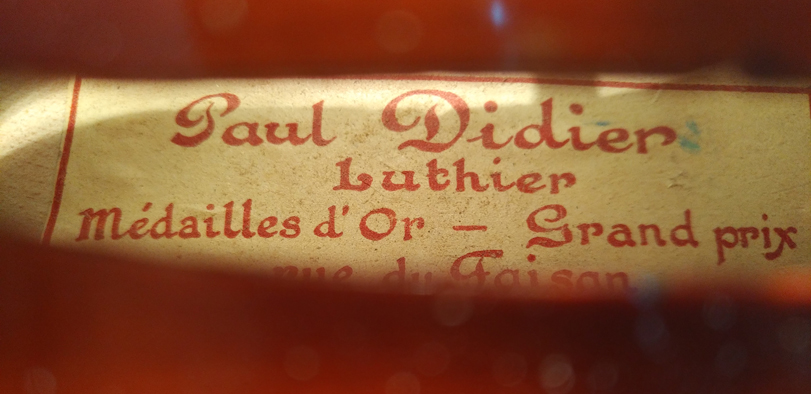 Paul Didier
Luthier
Médailles d'Or – Grand prix
rue du Faisan